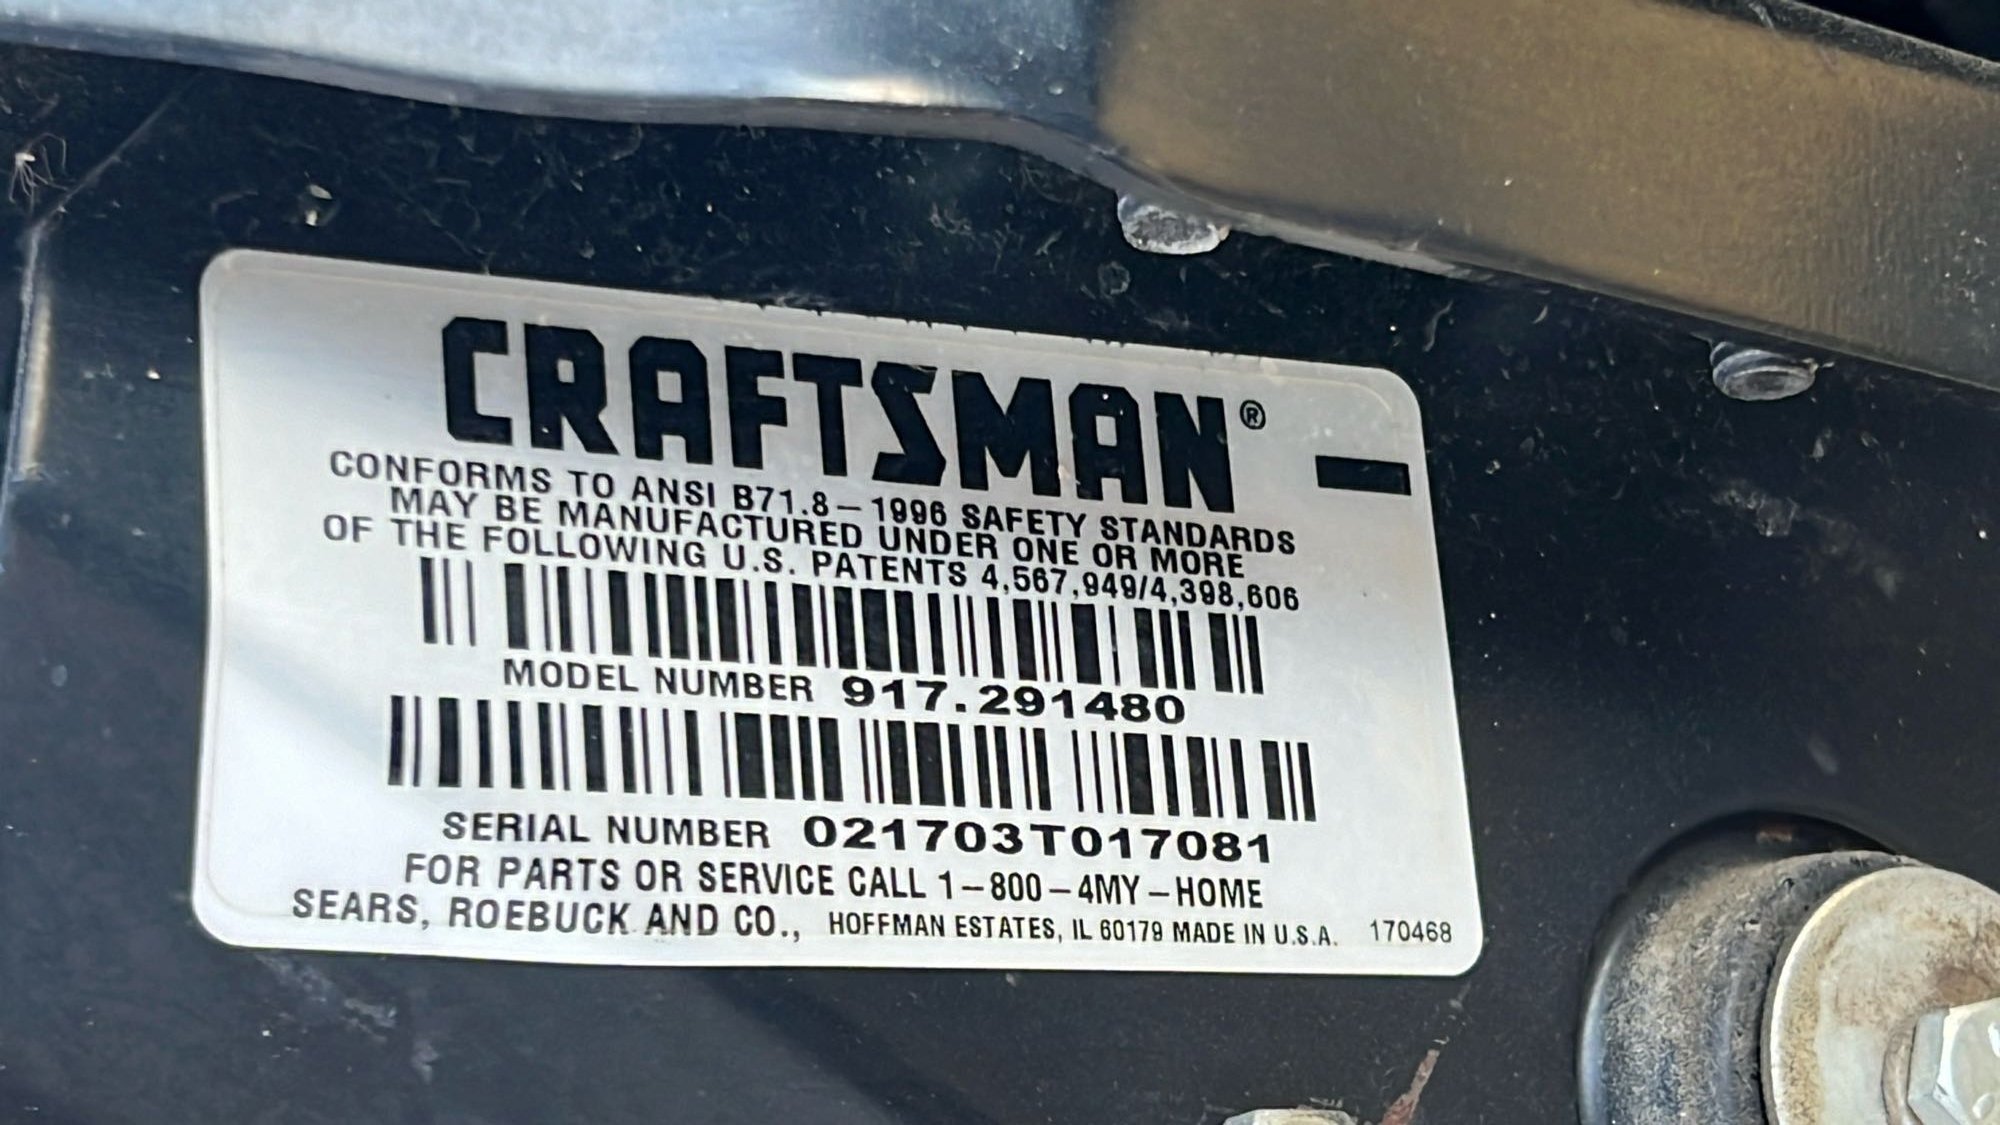 CRAFTSMAN®
CONFORMS TO ANSI B71.8–1996 SAFETY STANDARDS
MAY BE MANUFACTURED UNDER ONE OR MORE
OF THE FOLLOWING U.S. PATENTS 4,567,949/4,398,606
MODEL NUMBER 917.291480
SERIAL NUMBER 021703T017081
FOR PARTS OR SERVICE CALL 1–800–4MY–HOME
SEARS, ROEBUCK AND CO., HOFFMAN ESTATES, IL 60179 MADE IN U.S.A. 170468